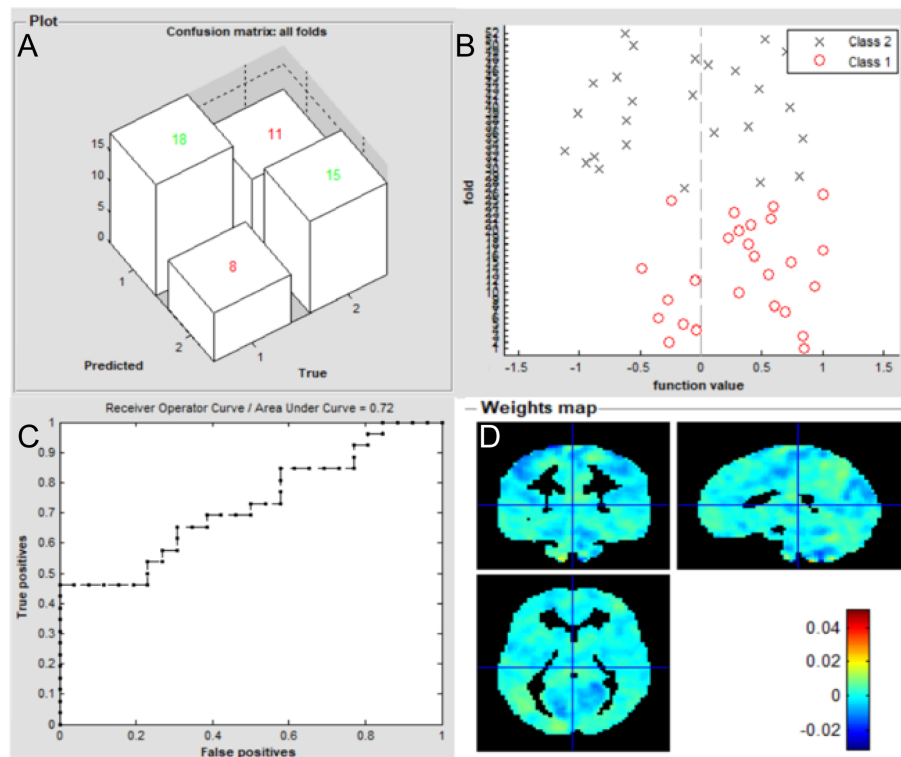 Plot
A
Confusion matrix: all folds
18
11
15
8
15
10
5
0
1
2
1
2
Predicted
True
B
Class 2
Class 1
fold
-1.5
-1
-0.5
0
0.5
1
1.5
function value
C
Receiver Operator Curve / Area Under Curve = 0.72
True positives
1
0.9
0.8
0.7
0.6
0.5
0.4
0.3
0.2
0.1
0
0
0.2
0.4
0.6
0.8
1
False positives
Weights map
D
0.04
0.02
0
-0.02